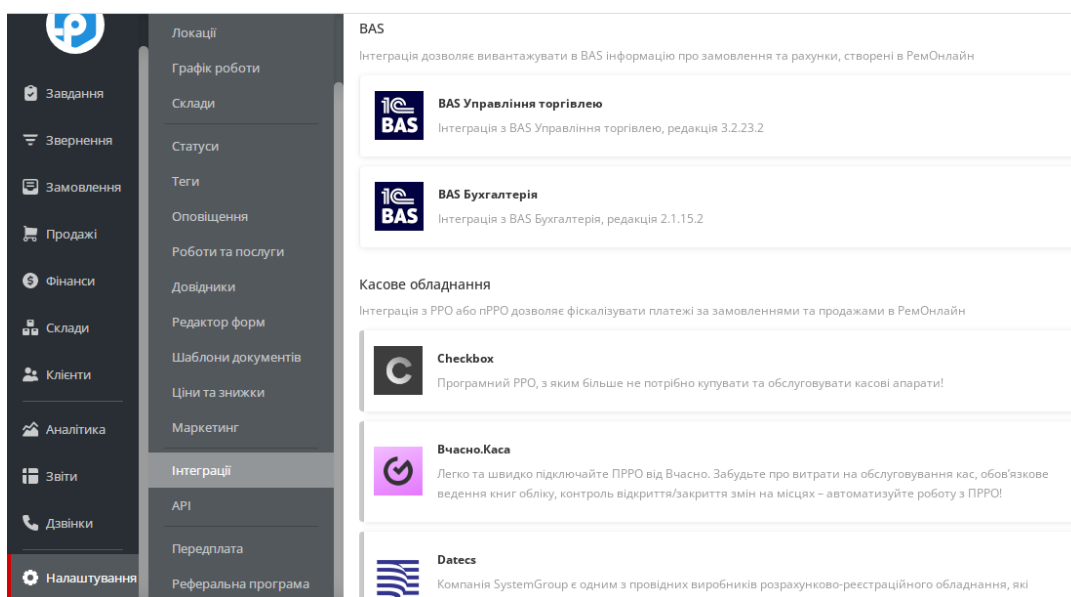 Завдання
Звернення
Замовлення
Продажі
Фінанси
Склади
Клієнти
Аналітика
Звіти
Дзвінки
Налаштування
Локації
Графік роботи
Склади
Статуси
Теги
Оповіщення
Роботи та послуги
Довідники
Редактор форм
Шаблони документів
Ціни та знижки
Маркетинг
Інтеграції
API
Передплата
Реферальна програма
BAS
Інтеграція дозволяє вивантажувати в BAS інформацію про замовлення та рахунки, створені в РемОнлайн
1С
BAS
BAS Управління торгівлею
Інтеграція з BAS Управління торгівлею, редакція 3.2.23.2
1С
BAS
BAS Бухгалтерія
Інтеграція з BAS Бухгалтерія, редакція 2.1.15.2
Касове обладнання
Інтеграція з РРО або пРРО дозволяє фіскалізувати платежі за замовленнями та продажами в РемОнлайн
Checkbox
Програмний РРО, з яким більше не потрібно купувати та обслуговувати касові апарати!
Вчасно.Каса
Легко та швидко підключайте ПРРО від Вчасно. Забудьте про витрати на обслуговування кас, обов’язкове
ведення книг обліку, контроль відкриття/закриття змін на місцях – автоматизуйте роботу з ПРРО!
Datecs
Компанія SystemGroup є одним з провідних виробників розрахунково-реєстраційного обладнання, які